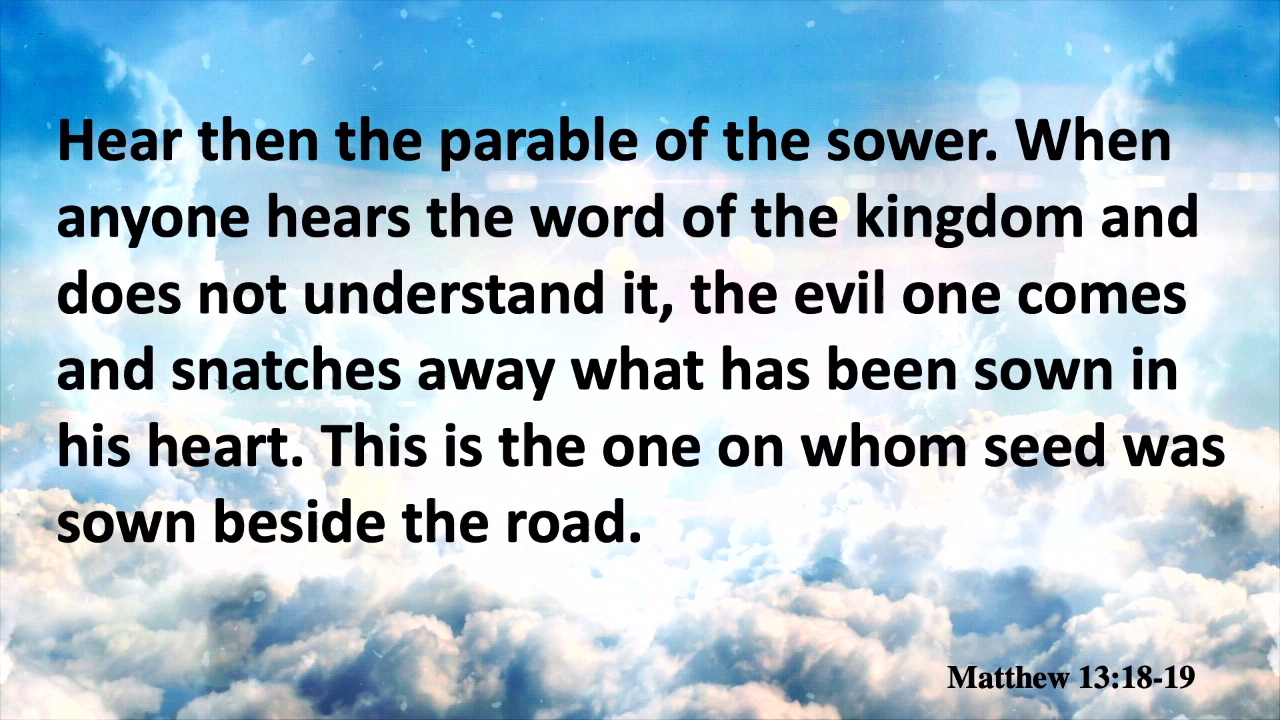 Hear then the parable of the sower. When
anyone hears the word of the kingdom and
does not understand it, the evil one comes
and snatches away what has been sown in
his heart. This is the one on whom seed was
sown beside the road.
Matthew 13:18-19